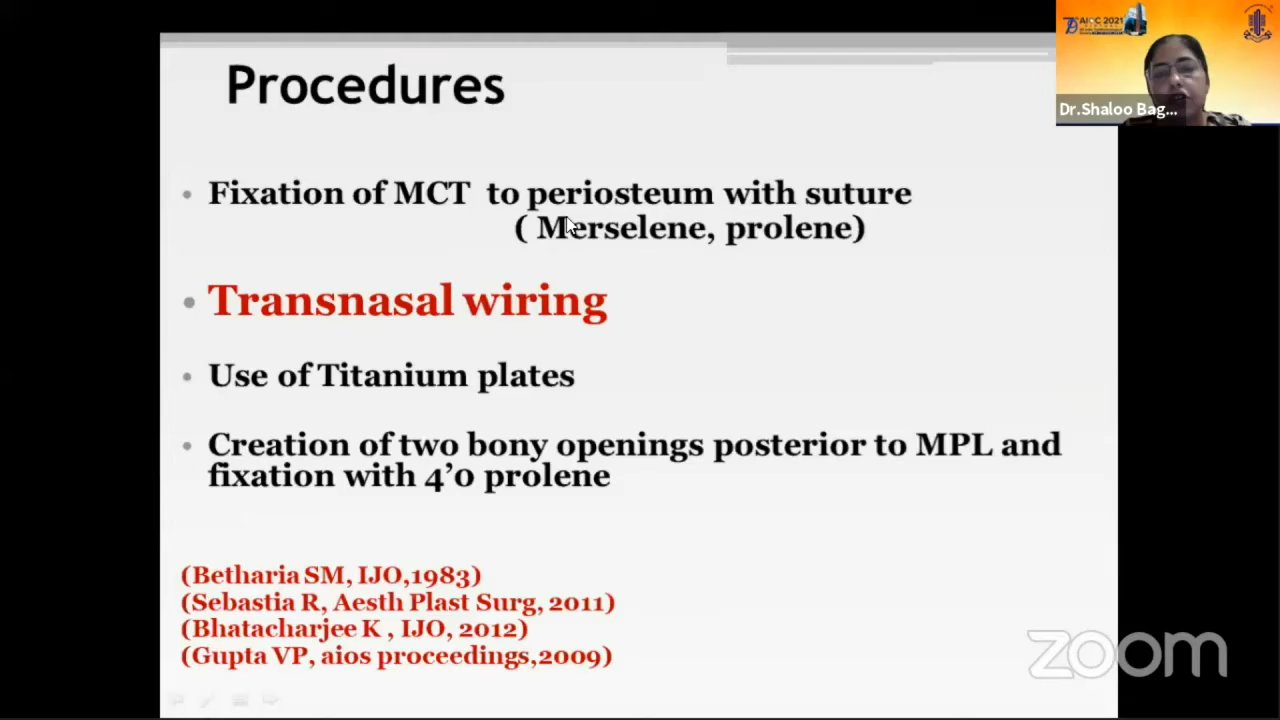 AIOC 2021
Dr.Shaloo Bag...
Procedures
• Fixation of MCT to periosteum with suture
( Merselene, prolene)
• Transnasal wiring
• Use of Titanium plates
• Creation of two bony openings posterior to MPL and
fixation with 4’0 prolene
(Betharia SM, IJO,1983)
(Sebastia R, Aesth Plast Surg, 2011)
(Bhatacharjee K , IJO, 2012)
(Gupta VP, aios proceedings,2009)
zoom